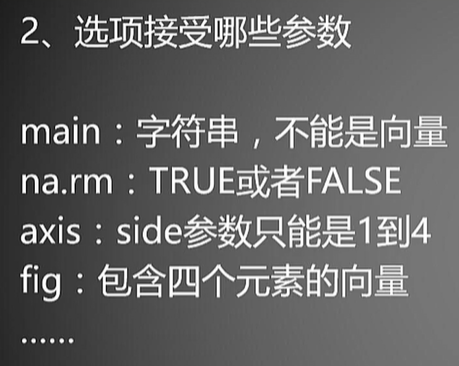 2、选项接受哪些参数
main：字符串，不能是向量
na.rm：TRUE或者FALSE
axis：side参数只能是1到4
fig：包含四个元素的向量
……